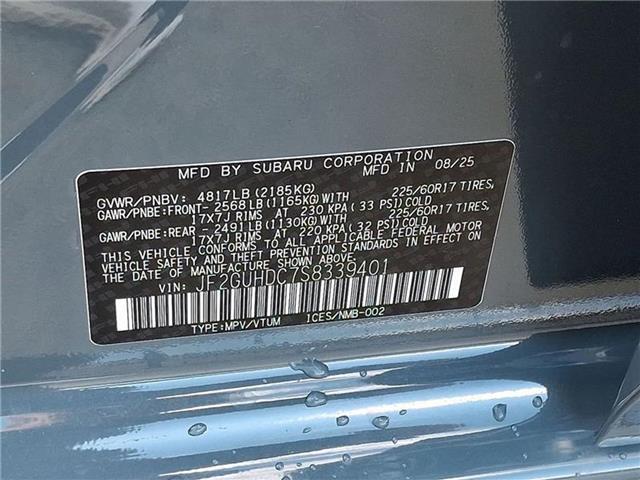 MFD BY SUBARU CORPORATION MFD IN 08/25
GVWR/PNBV: 4817LB (2185KG)
GAWR/PNBE: FRONT- 2568LB(1165KG)WITH 225/60R17 TIRES,
17X7J RIMS AT 230 KPA (33 PSI)COLD
GAWR/PNBE: REAR - 2491LB(1130KG)WITH 225/60R17 TIRES,
17X7J RIMS AT 220 KPA (32 PSI)COLD
THIS VEHICLE CONFORMS TO ALL APPLICABLE FEDERAL MOTOR
VEHICLE SAFETY AND THEFT PREVENTION STANDARDS IN EFFECT ON
THE DATE OF MANUFACTURE SHOWN ABOVE.
VIN: JF2GUHDC7S8339401
TYPE:MPV/VTUM ICES/NMB-002